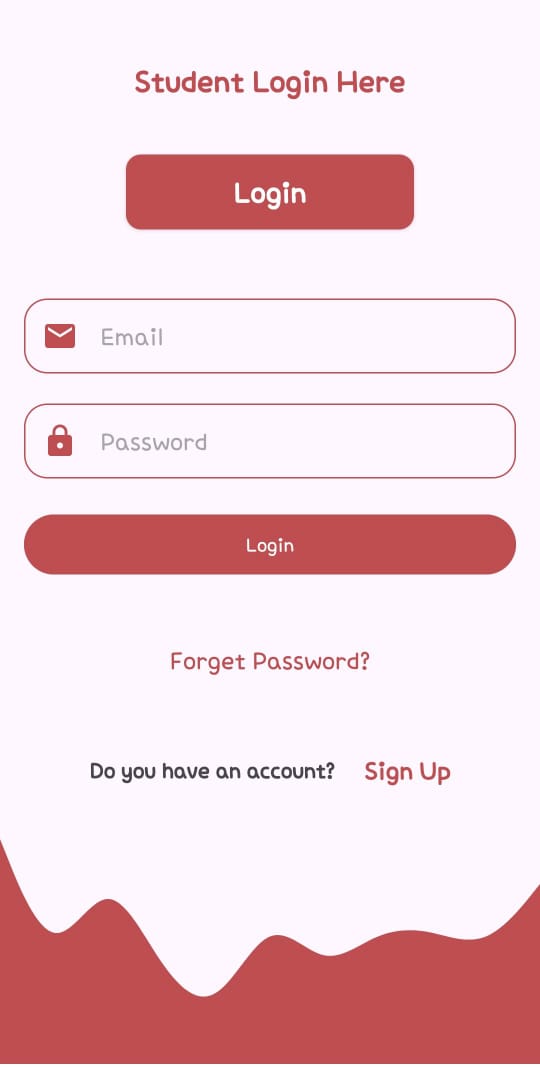 Student Login Here
Login
Email
Password
Login
Forget Password?
Do you have an account? Sign Up